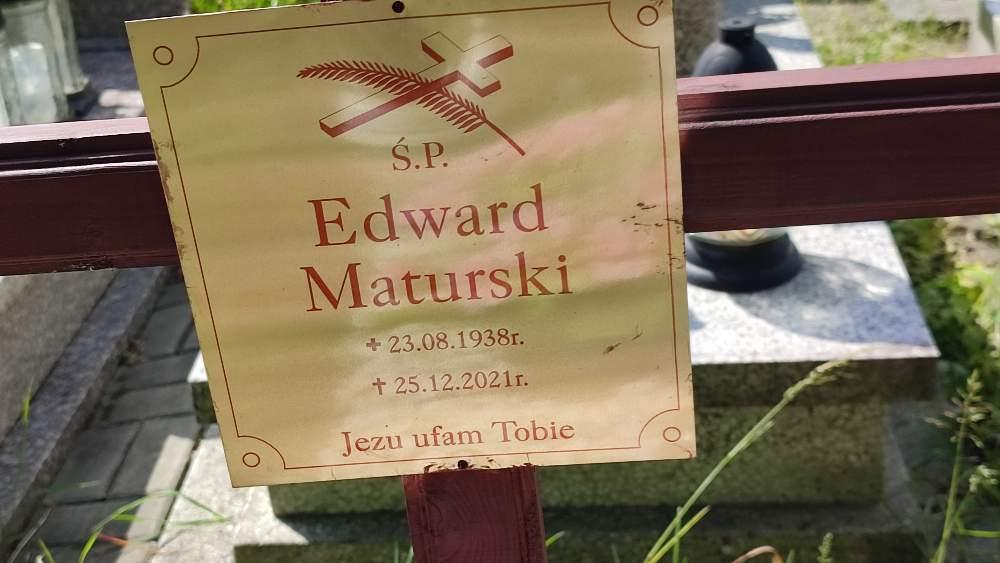 Ś.P.
Edward
Maturski
✚ 23.08.1938r.
✝ 25.12.2021r.
Jezu ufam Tobie